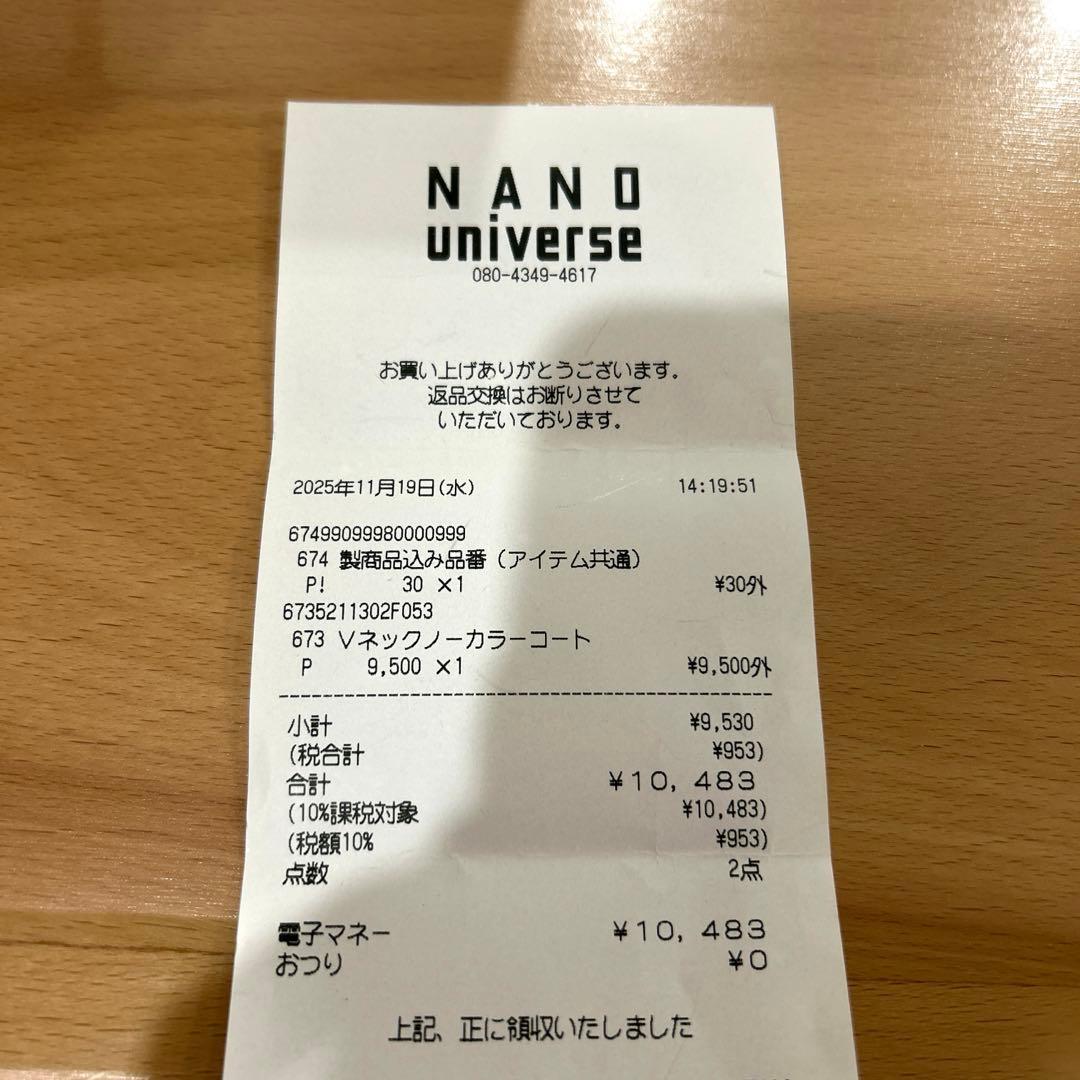 NANO
universe
080-4349-4617
お買い上げありがとうございます。
返品交換はお断りさせて
いただいております。
2025年11月19日(水) 14:19:51
67499099980000999
674 製商品込み品番(アイテム共通)
P! 30 ×1 ¥30外
6735211302F053
673 Vネックノーカラーコート
P 9,500 ×1 ¥9,500外
小計 ¥9,530
(税合計 ¥953)
合計 ¥10,483
(10%課税対象 ¥10,483)
(税額10% ¥953)
点数 2点
電子マネー ¥10,483
おつり ¥0
上記、正に領収いたしました